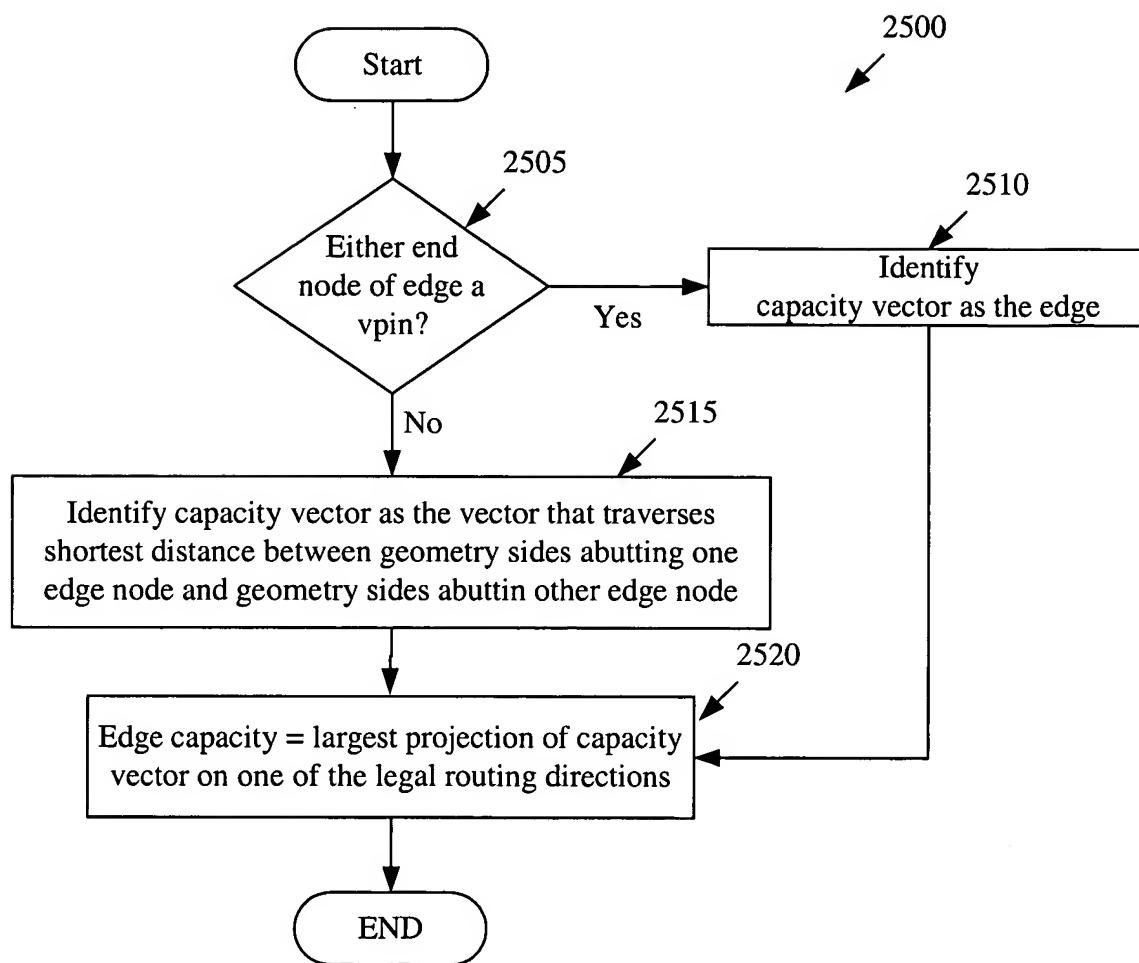 2500
Start
2505
Either end
node of edge a
vpin?
2510
Identify
capacity vector as the edge
Yes
No
2515
Identify capacity vector as the vector that traverses
shortest distance between geometry sides abutting one
edge node and geometry sides abuttin other edge node
2520
Edge capacity = largest projection of capacity
vector on one of the legal routing directions
END